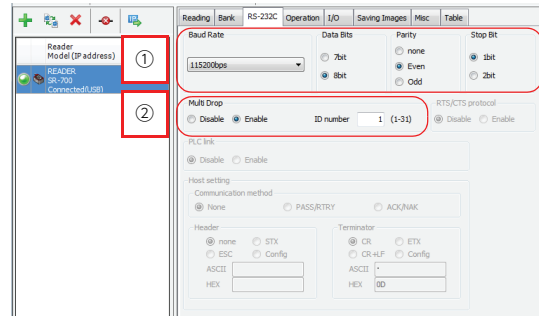 Reading Bank RS-232C Operation I/O Saving Images Misc Table
Reader
Model (IP address)
READER
SR-700
Connected(USB)
①
②
Baud Rate Data Bits Parity Stop Bit
115200bps
7bit
8bit
none
Even
Odd
1bit
2bit
Multi Drop RTS/CTS protocol
Disable Enable ID number 1 (1-31) Disable Enable
PLC link
Disable Enable
Host setting
Communication method
None PASS/RTRY ACK/NAK
Header Terminator
none STX CR ETX
ESC Config CR+LF Config
ASCII ASCII
HEX HEX 0D